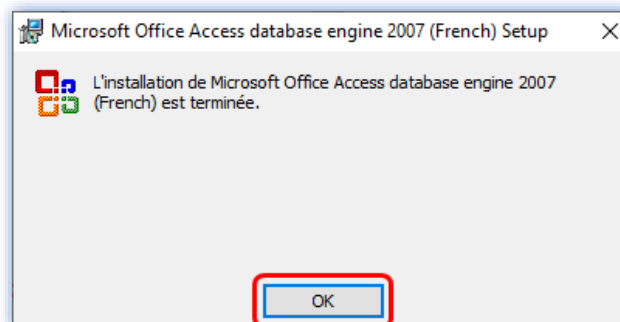 Microsoft Office Access database engine 2007 (French) Setup
L'installation de Microsoft Office Access database engine 2007
(French) est terminée.
OK